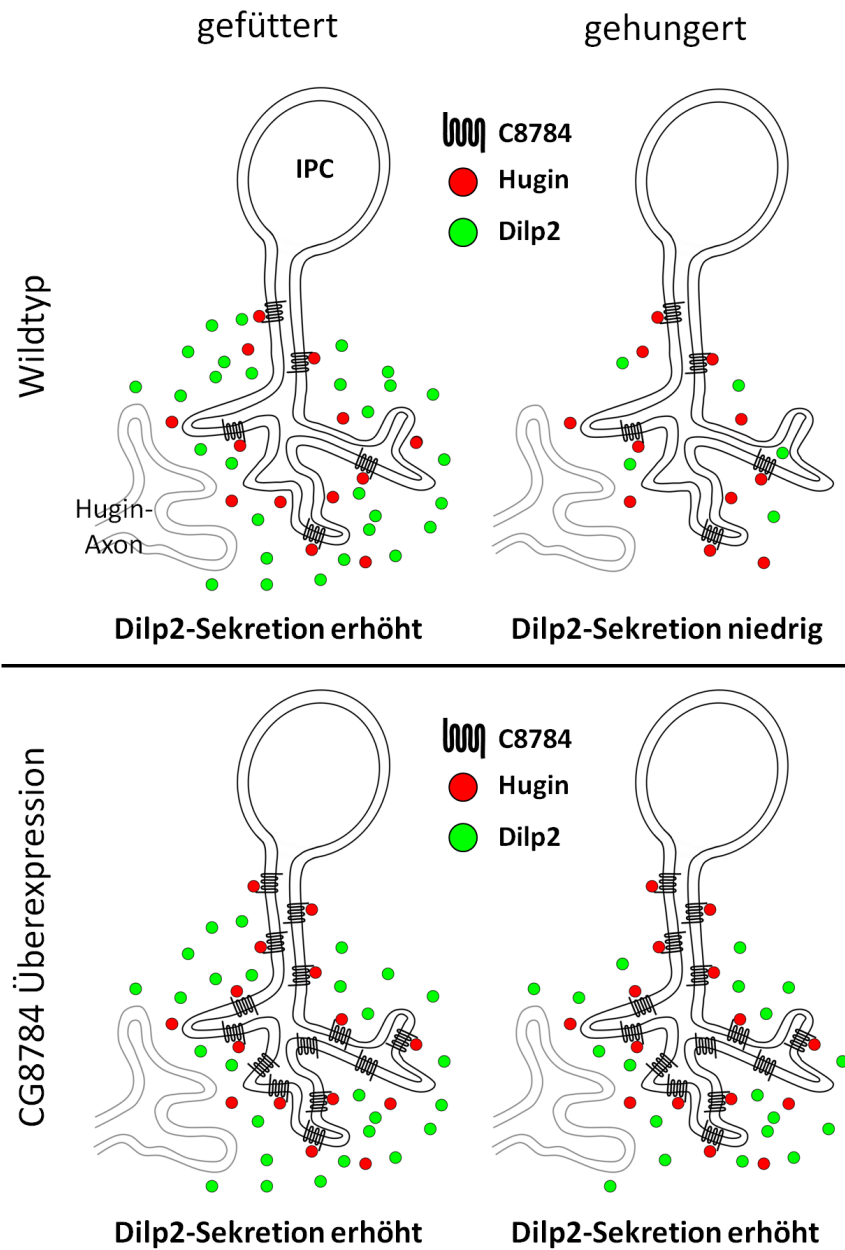 gefüttert
gehungert
Wildtyp
IPC
C8784
Hugin
Dilp2
Hugin-
Axon
Dilp2-Sekretion erhöht
Dilp2-Sekretion niedrig
CG8784 Überexpression
C8784
Hugin
Dilp2
Dilp2-Sekretion erhöht
Dilp2-Sekretion erhöht